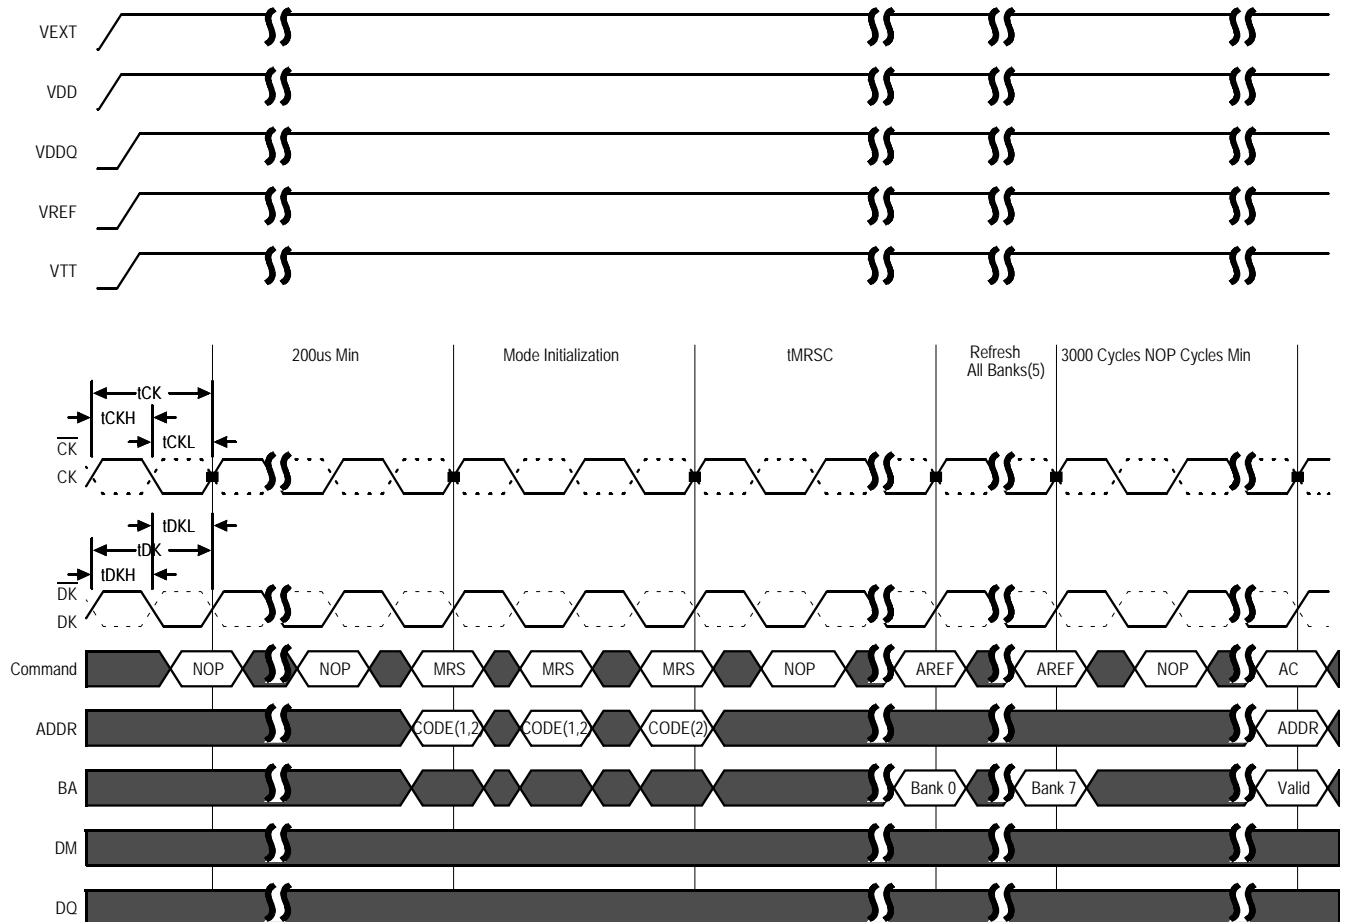 VEXT
VDD
VDDQ
VREF
VTT
200us Min
Mode Initialization
tMRSC
Refresh
All Banks(5)
3000 Cycles NOP Cycles Min
tCK
tCKH
tCKL
CK
CK
tDKL
tDK
tDKH
DK
DK
Command NOP NOP MRS MRS MRS NOP AREF AREF NOP AC
ADDR CODE(1,2 CODE(1,2 CODE(2) ADDR
BA Bank 0 Bank 7 Valid
DM
DQ